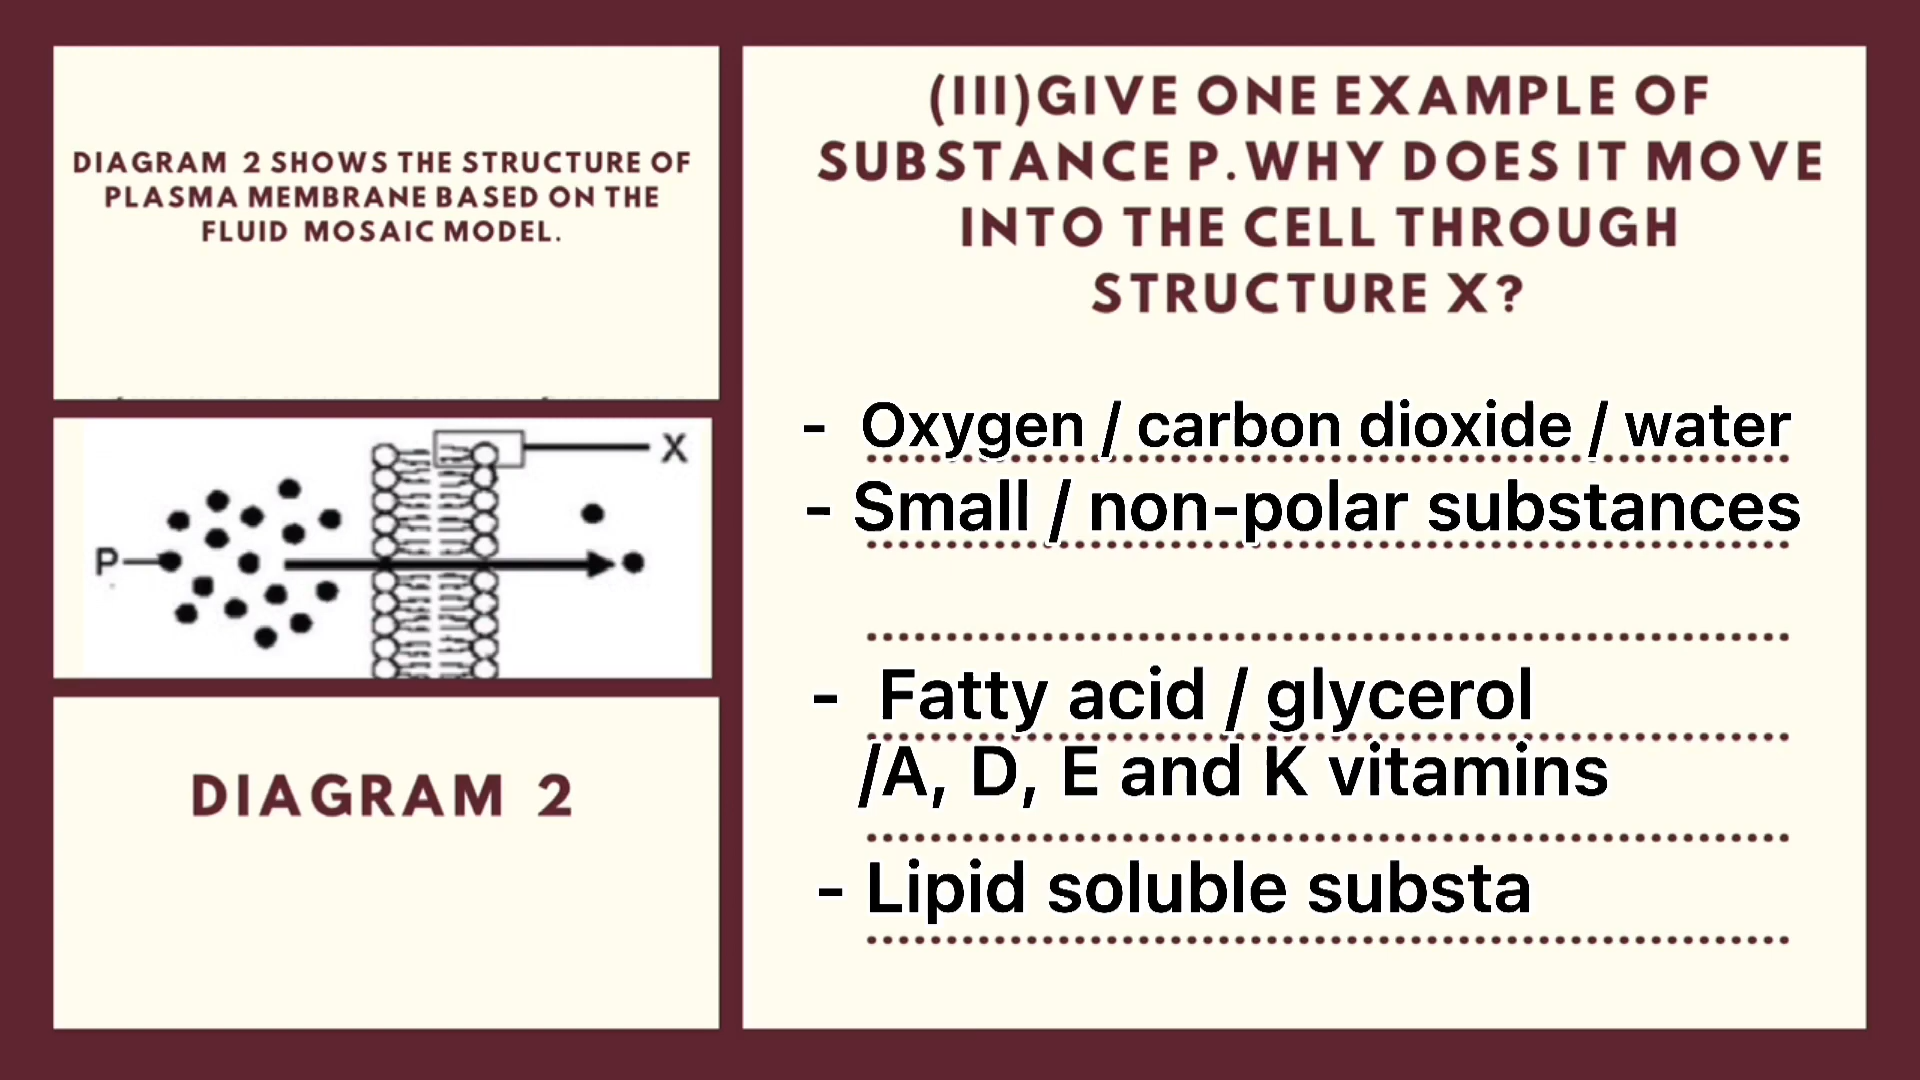 DIAGRAM 2 SHOWS THE STRUCTURE OF
PLASMA MEMBRANE BASED ON THE
FLUID MOSAIC MODEL.
X
P
DIAGRAM 2
(III)GIVE ONE EXAMPLE OF
SUBSTANCE P.WHY DOES IT MOVE
INTO THE CELL THROUGH
STRUCTURE X?
- Oxygen / carbon dioxide / water
- Small / non-polar substances
- Fatty acid / glycerol
/A, D, E and K vitamins
- Lipid soluble substa